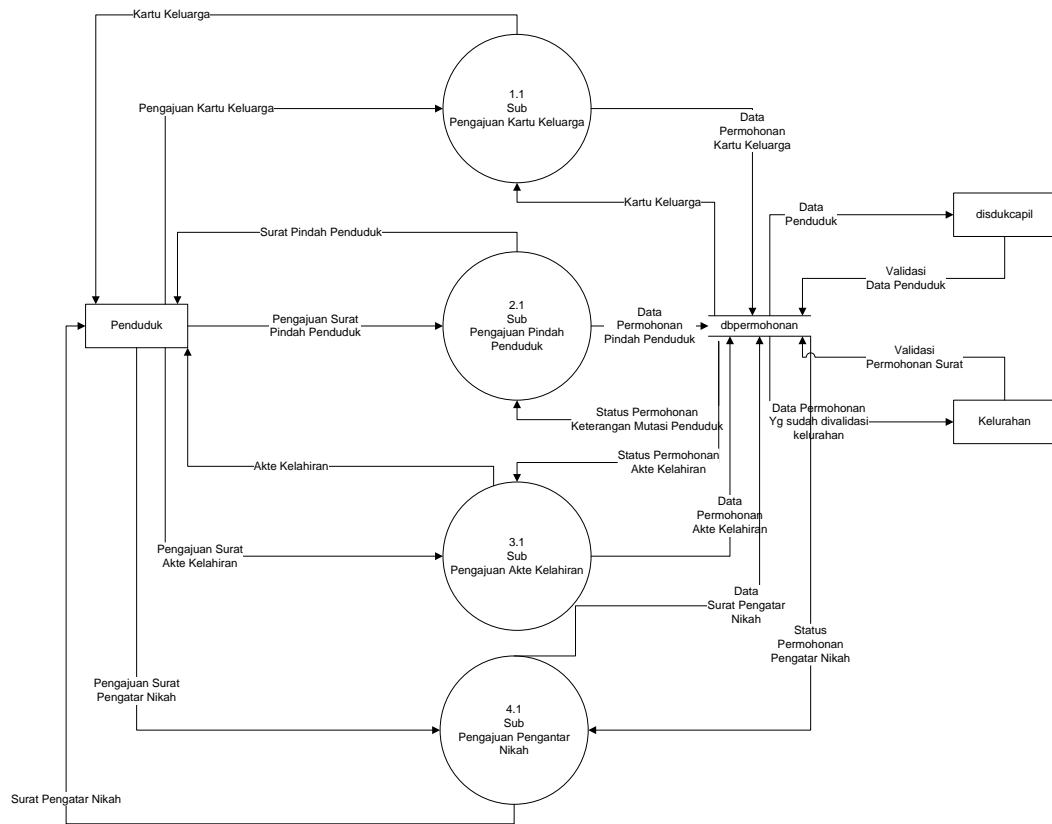 Kartu Keluarga
1.1
Sub
Pengajuan Kartu Keluarga
Pengajuan Kartu Keluarga
Data
Permohonan
Kartu Keluarga
Kartu Keluarga
Data
Penduduk
disdukcapil
Surat Pindah Penduduk
Validasi
Data Penduduk
2.1
Sub
Pengajuan Pindah
Penduduk
Penduduk
Pengajuan Surat
Pindah Penduduk
Data
Permohonan
Pindah Penduduk
dbpermohonan
Validasi
Permohonan Surat
Status Permohonan
Keterangan Mutasi Penduduk
Data Permohonan
Yg sudah divalidasi
kelurahan
Kelurahan
Status Permohonan
Akte Kelahiran
Akte Kelahiran
Data
Permohonan
Akte Kelahiran
3.1
Sub
Pengajuan Akte Kelahiran
Pengajuan Surat
Akte Kelahiran
Data
Surat Pengatar
Nikah
Status
Permohonan
Pengatar Nikah
Pengajuan Surat
Pengatar Nikah
4.1
Sub
Pengajuan Pengantar
Nikah
Surat Pengatar Nikah